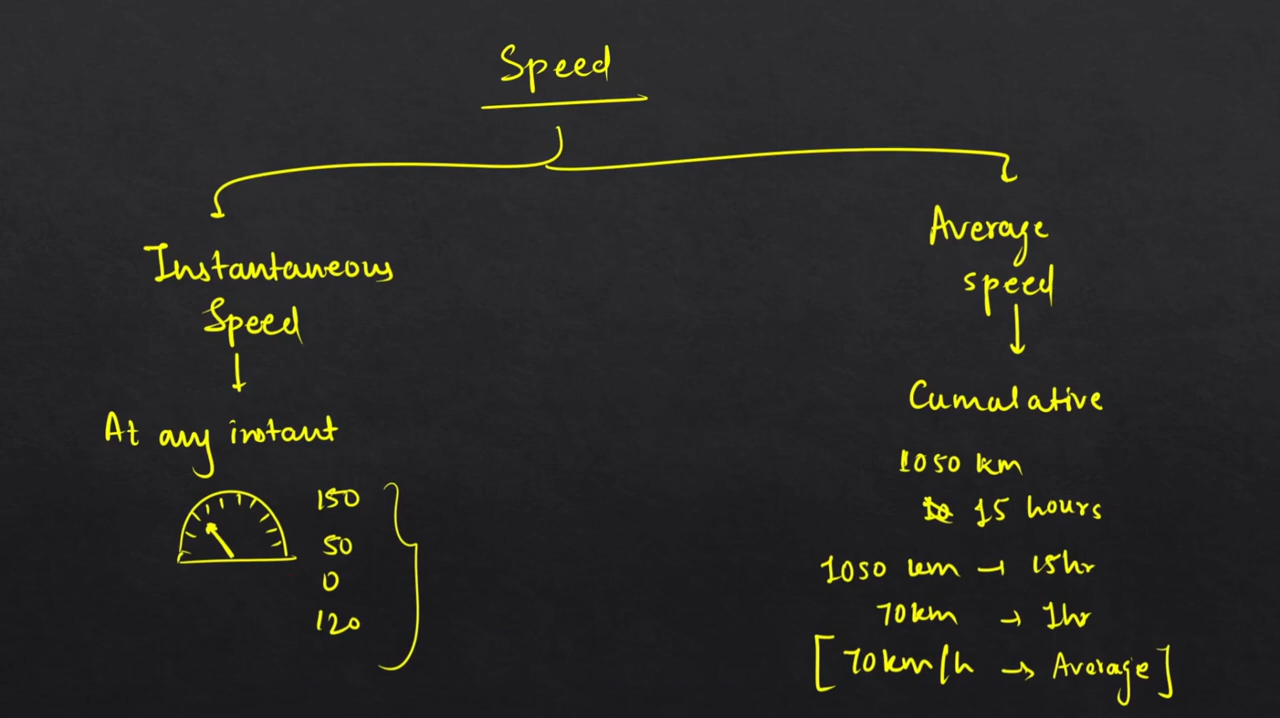 Speed
Instantaneous
Speed
At any instant
150
50
0
120
Average
speed
Cumulative
1050 km
15 hours
1050 km → 15hr
70km → 1hr
[70km/h → Average]